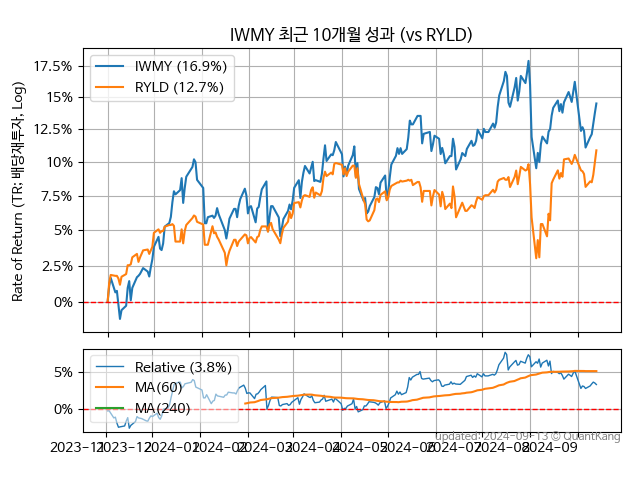 IWMY 최근 10개월 성과 (vs RYLD)
Rate of Return (TR: 배당재투자, Log)
17.5%
15%
12.5%
10%
7.5%
5%
2.5%
0%
IWMY (16.9%)
RYLD (12.7%)
5%
0%
Relative (3.8%)
MA(60)
MA(240)
2023-11 2023-12 2024-01 2024-02 2024-03 2024-04 2024-05 2024-06 2024-07 2024-08 2024-09
updated: 2024-09-13 © QuantKang